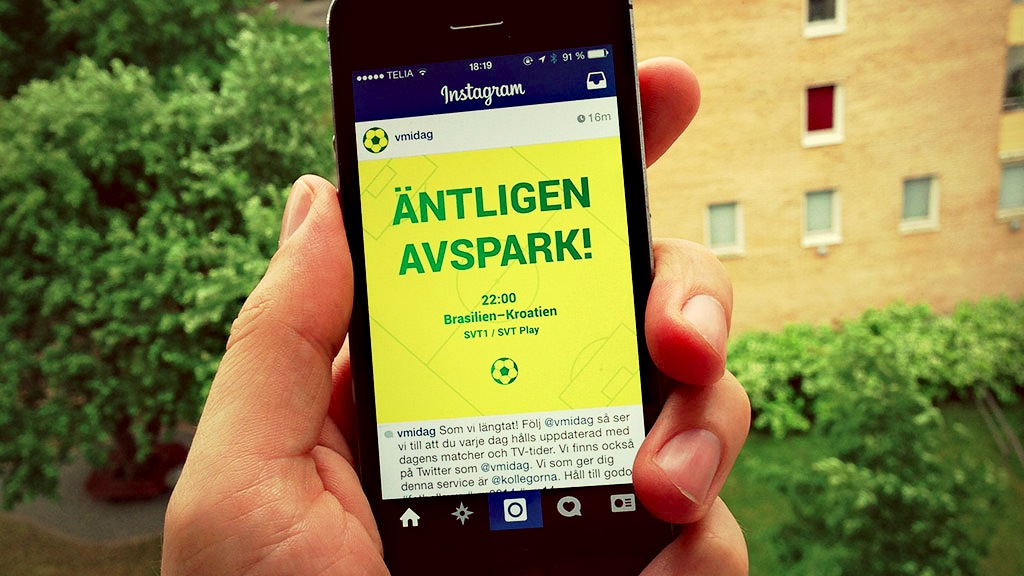 TELIA 18:19 91 %
Instagram
vmidag 16m
ÄNTLIGEN
AVSPARK!
22:00
Brasilien–Kroatien
SVT1 / SVT Play
vmidag Som vi längtat! Följ @vmidag så ser
vi till att du varje dag hålls uppdaterad med
dagens matcher och TV-tider. Vi finns också
på Twitter som @vmidag. Vi som ger dig
denna service är @kollegorna. Håll till godo